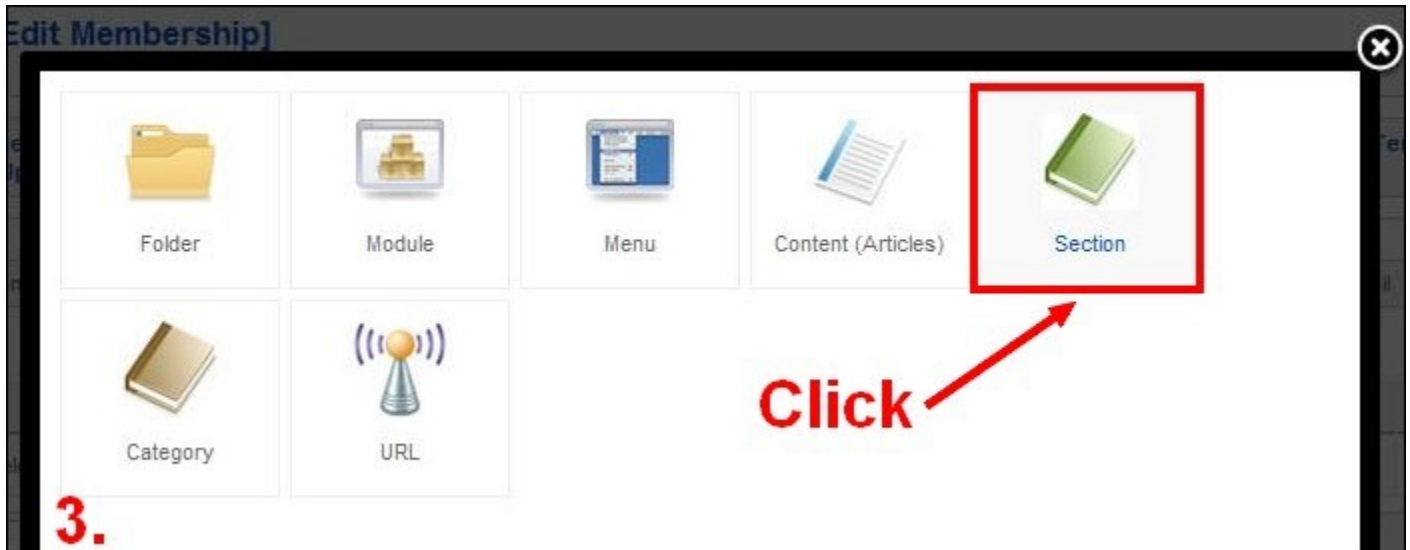 Edit Membership]
Folder
Module
Menu
Content (Articles)
Section
Click
Category
URL
3.